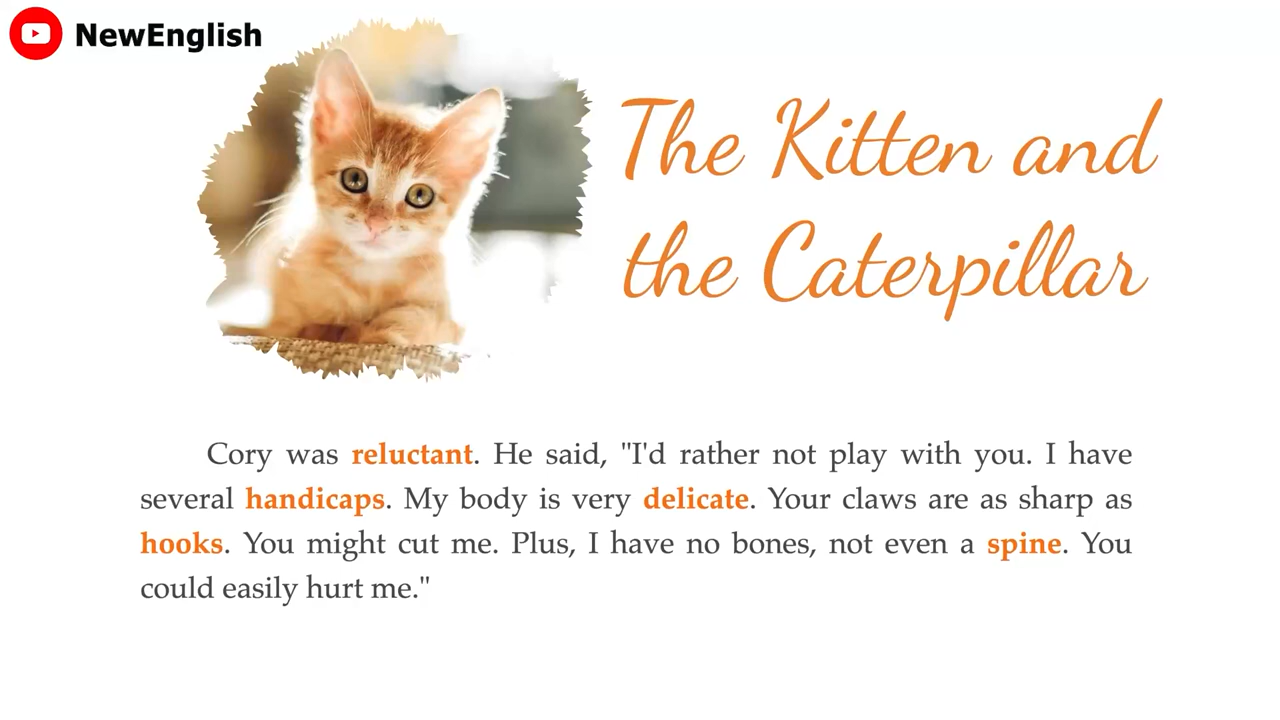 NewEnglish
The Kitten and
the Caterpillar
Cory was reluctant. He said, "I'd rather not play with you. I have
several handicaps. My body is very delicate. Your claws are as sharp as
hooks. You might cut me. Plus, I have no bones, not even a spine. You
could easily hurt me."